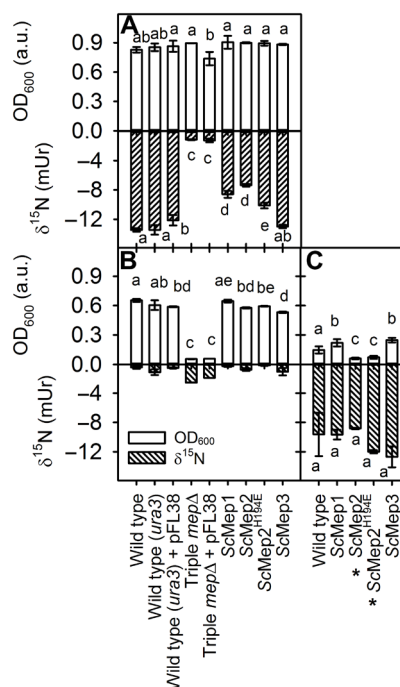 A
ab
ab
a
a
b
a
a
a
a
OD600 (a.u.)
0.9
0.6
0.3
0.0
−4
−8
−12
δ15N (mUr)
a
a
b
c
c
d
d
e
ab
B
a
ab
bd
c
c
ae
bd
be
d
OD600 (a.u.)
0.9
0.6
0.3
0.0
−4
−8
−12
δ15N (mUr)
OD600
δ15N
C
a
b
c
c
b
a
a
a
a
a
Wild type
Wild type (ura3)
Wild type (ura3) + pFL38
Triple mepΔ
Triple mepΔ + pFL38
ScMep1
ScMep2
ScMep2H194E
ScMep3
Wild type
ScMep1
* ScMep2
* ScMep2H194E
ScMep3